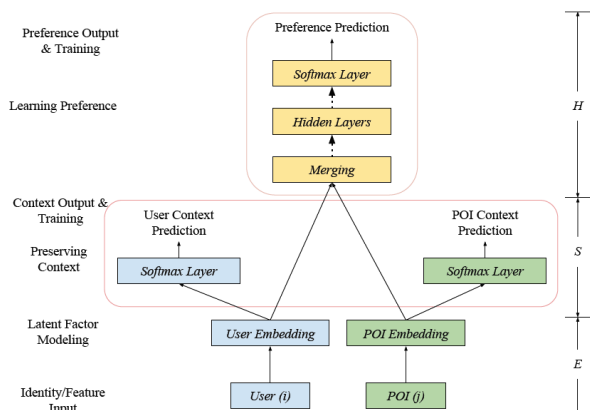 Preference Output
& Training
Preference Prediction
Softmax Layer
Learning Preference
Hidden Layers
H
Merging
Context Output &
Training
User Context
Prediction
POI Context
Prediction
Preserving
Context
Softmax Layer
Softmax Layer
S
Latent Factor
Modeling
User Embedding
POI Embedding
E
Identity/Feature
Input
User (i)
POI (j)